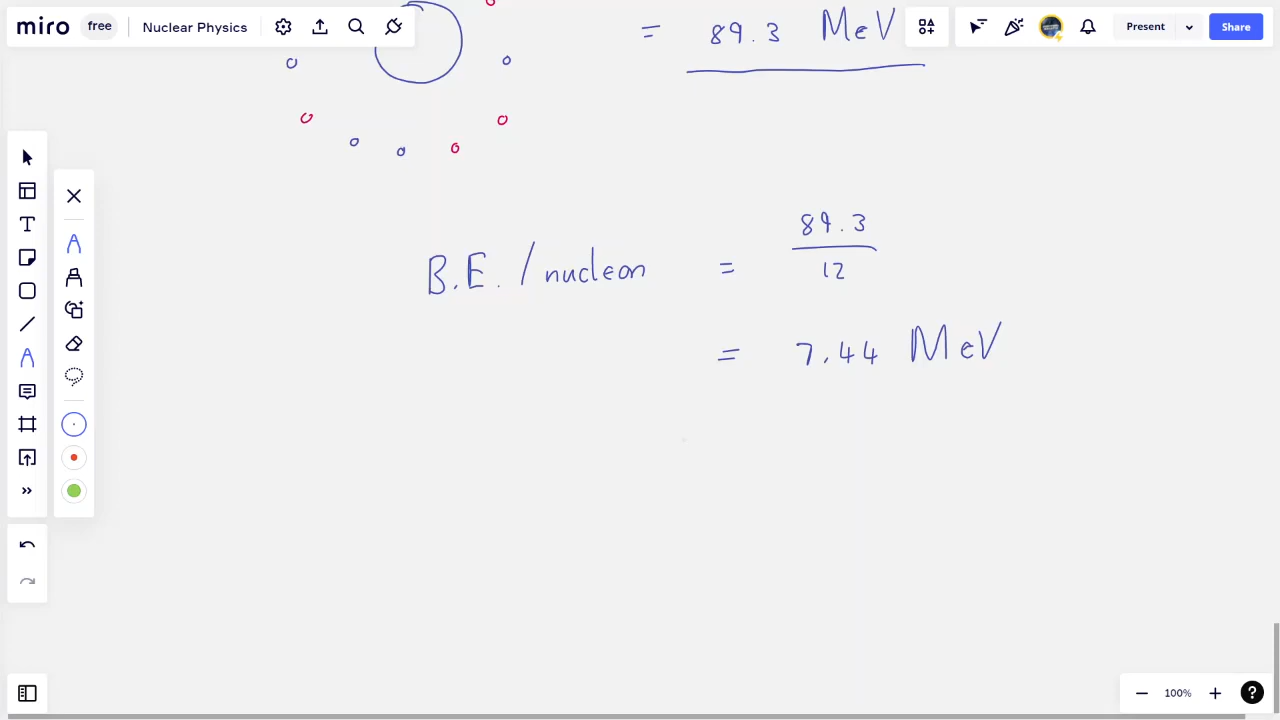 miro free Nuclear Physics Present Share
= 89.3 MeV
89.3
B.E. / nucleon =
12
= 7.44 MeV
100%